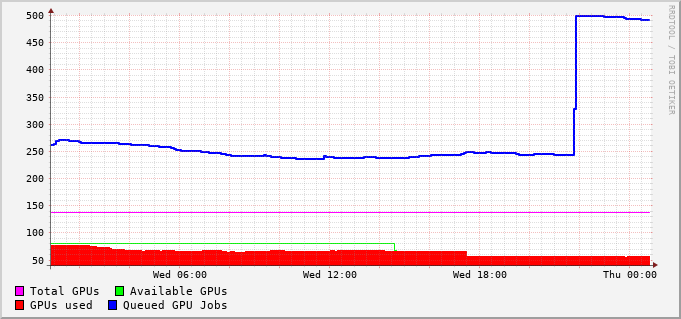 500
450
400
350
300
250
200
150
100
50
Wed 06:00 Wed 12:00 Wed 18:00 Thu 00:00
Total GPUs Available GPUs
GPUs used Queued GPU Jobs
RRDTOOL / TOBI OETIKER